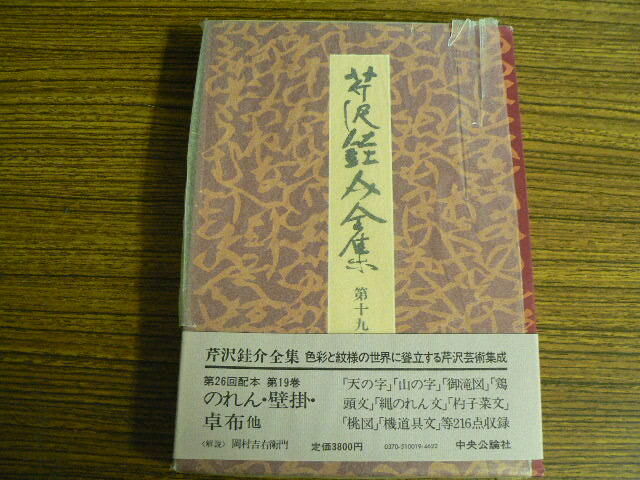 芹沢銈介全集
第十九
芹沢銈介全集 色彩と紋様の世界に聳立する芹沢芸術集成
第26回配本 第19巻
のれん・壁掛・
卓布他
〈解説〉岡村吉右衛門
定価3800円
「天の字」「山の字」「御滝図」「鶏
頭文」「縄のれん文」「杓子菜文」
「桃図」「機道具文」等216点収録
0370-510019-4622
中央公論社